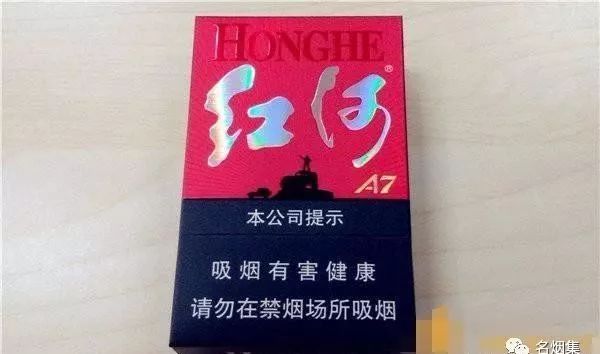 HONGHE
红河®
A7
本公司提示
吸烟有害健康
请勿在禁烟场所吸烟
名烟集